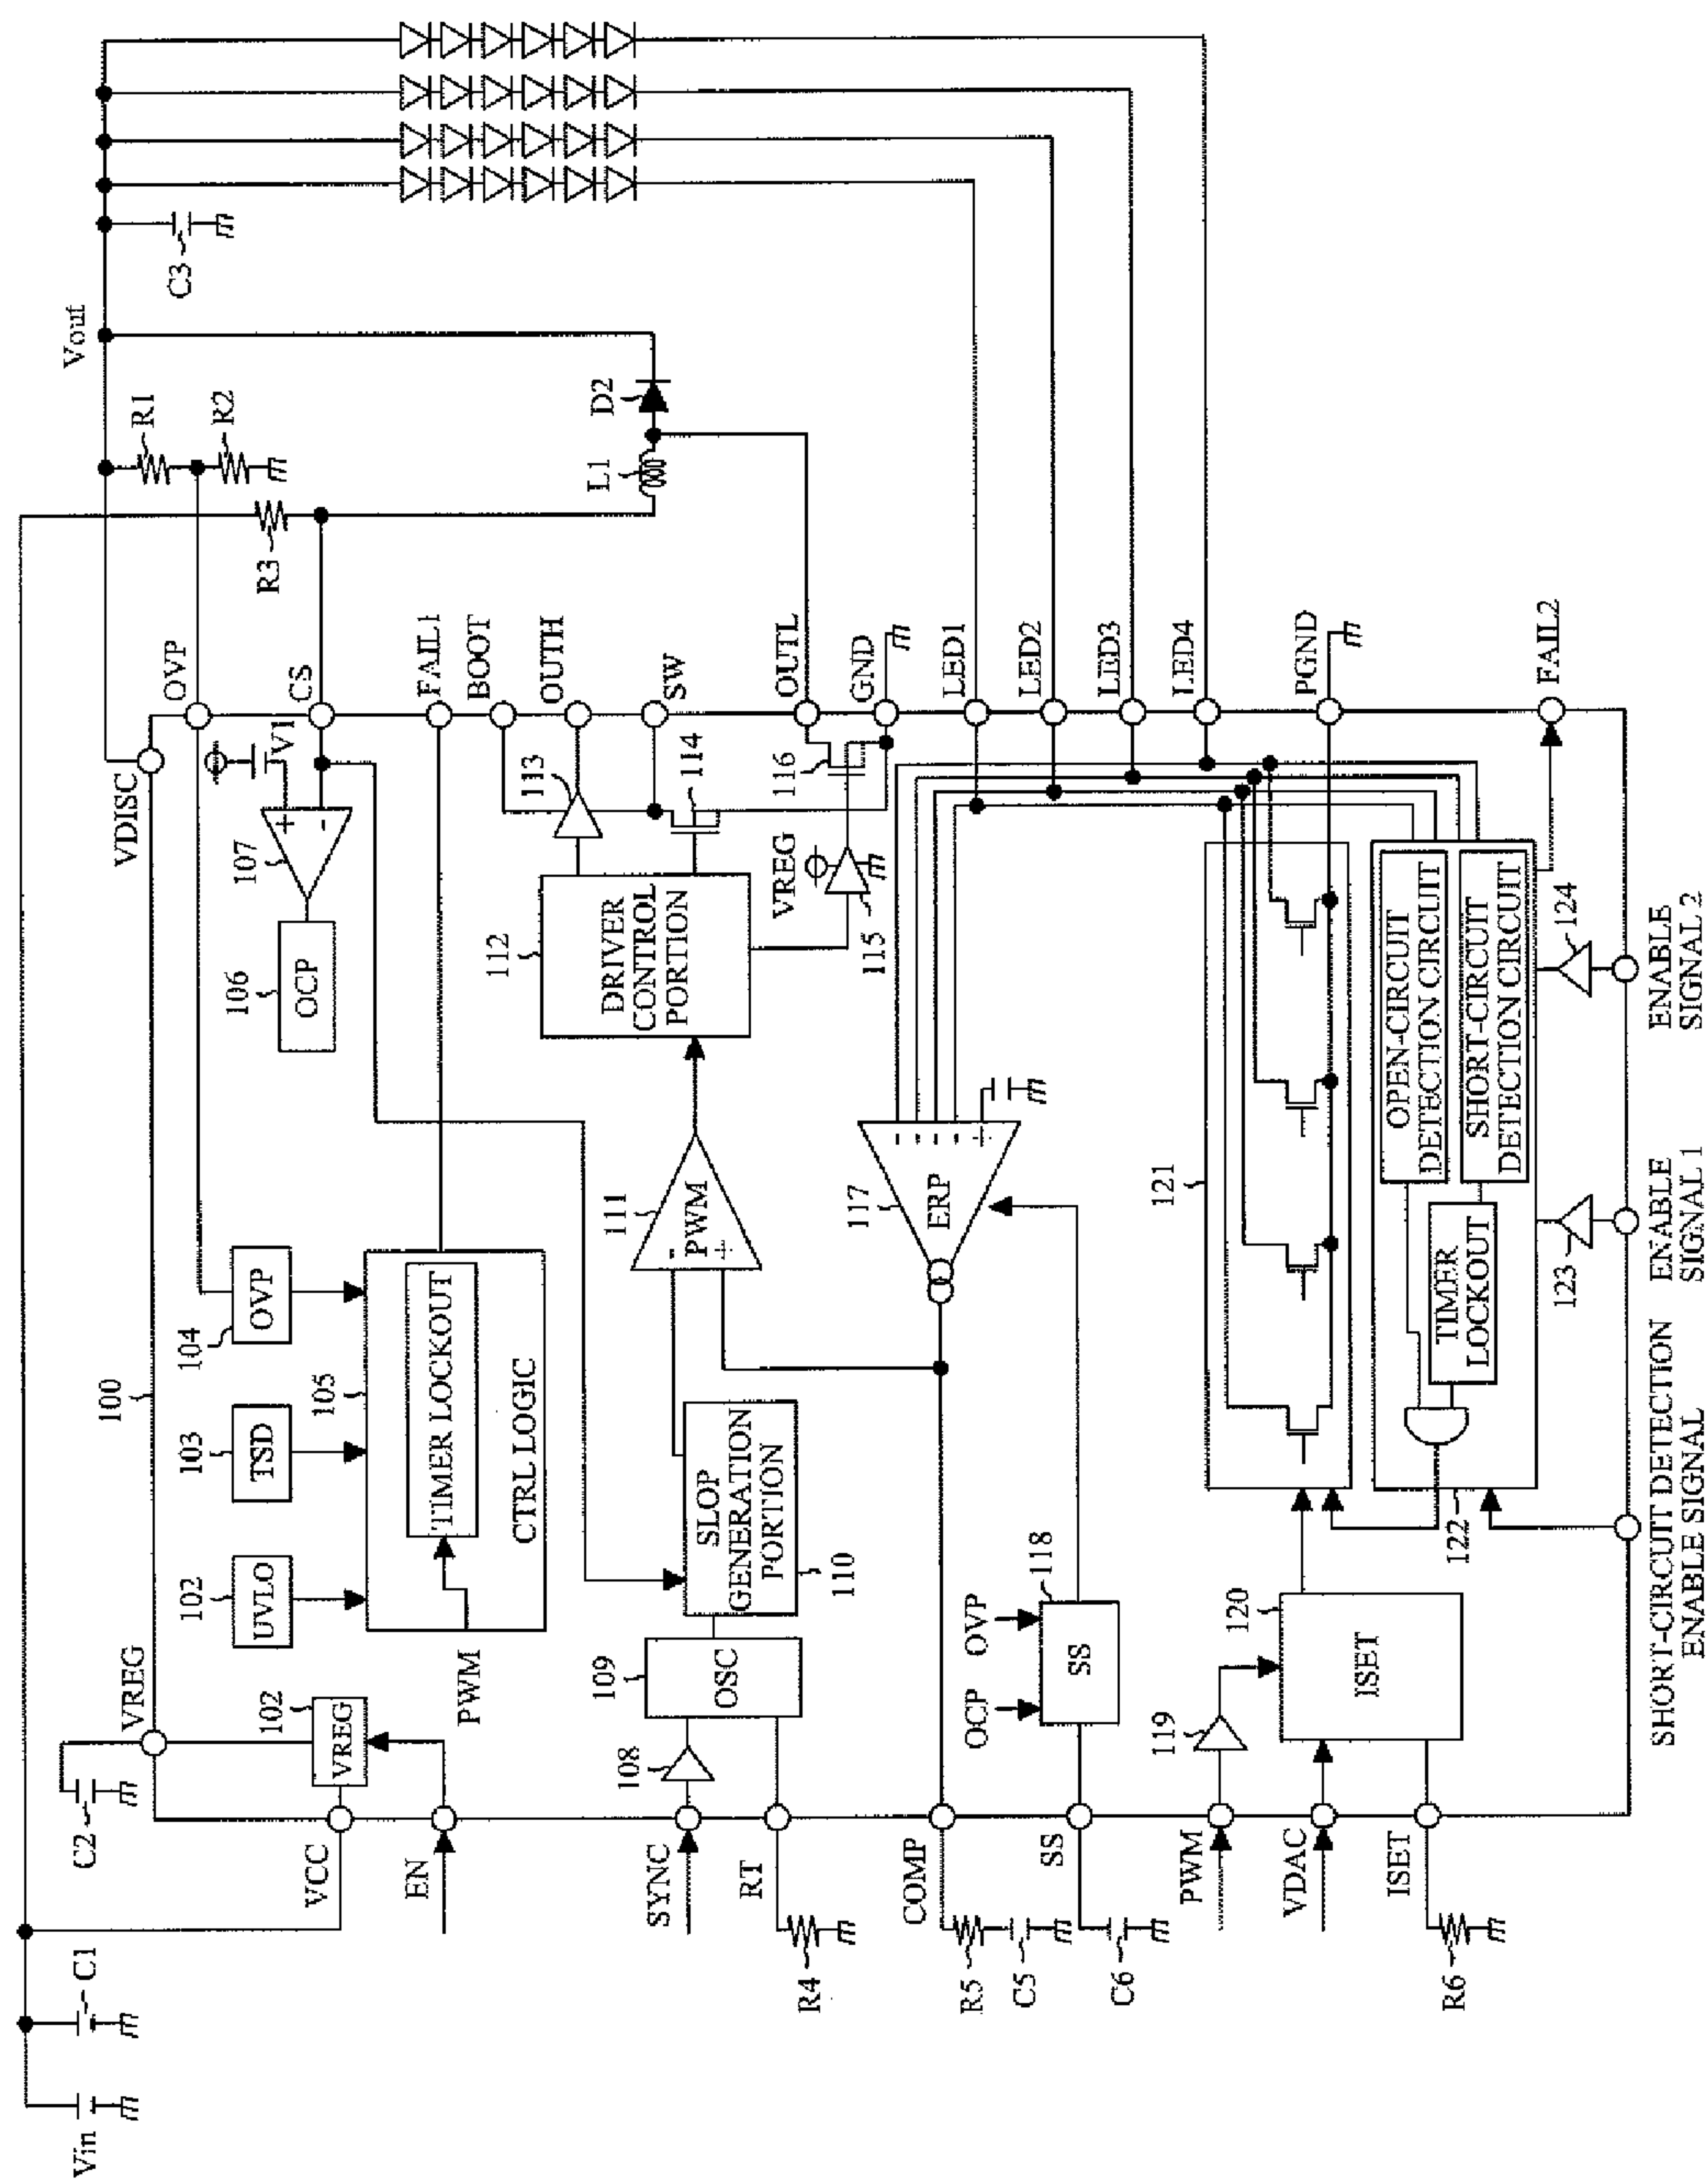 Vin
C1
C2
VCC
EN
SYNC
RT
R4
COMP
R5
C5
SS
C6
PWM
VDAC
ISET
R6
VREG
100
102
VREG
102
UVLO
103
TSD
104
OVP
105
TIMER LOCKOUT
CTRL LOGIC
PWM
106
OCP
107
+
-
V1
108
109
OSC
SLOP
GENERATION
PORTION
110
111
PWM
-
+
112
DRIVER
CONTROL
PORTION
113
114
VREG
115
116
117
ERP
-
-
-
-
+
OCP
OVP
118
SS
119
120
ISET
121
122
OPEN-CIRCUIT
DETECTION CIRCUIT
SHORT-CIRCUIT
DETECTION CIRCUIT
TIMER
LOCKOUT
123
124
SHORT-CIRCUIT DETECTION
ENABLE SIGNAL
ENABLE
SIGNAL 1
ENABLE
SIGNAL 2
VDISC
OVP
CS
FAIL1
BOOT
OUTH
SW
OUTL
GND
LED1
LED2
LED3
LED4
PGND
FAIL2
R3
R1
R2
L1
D2
Vout
C3